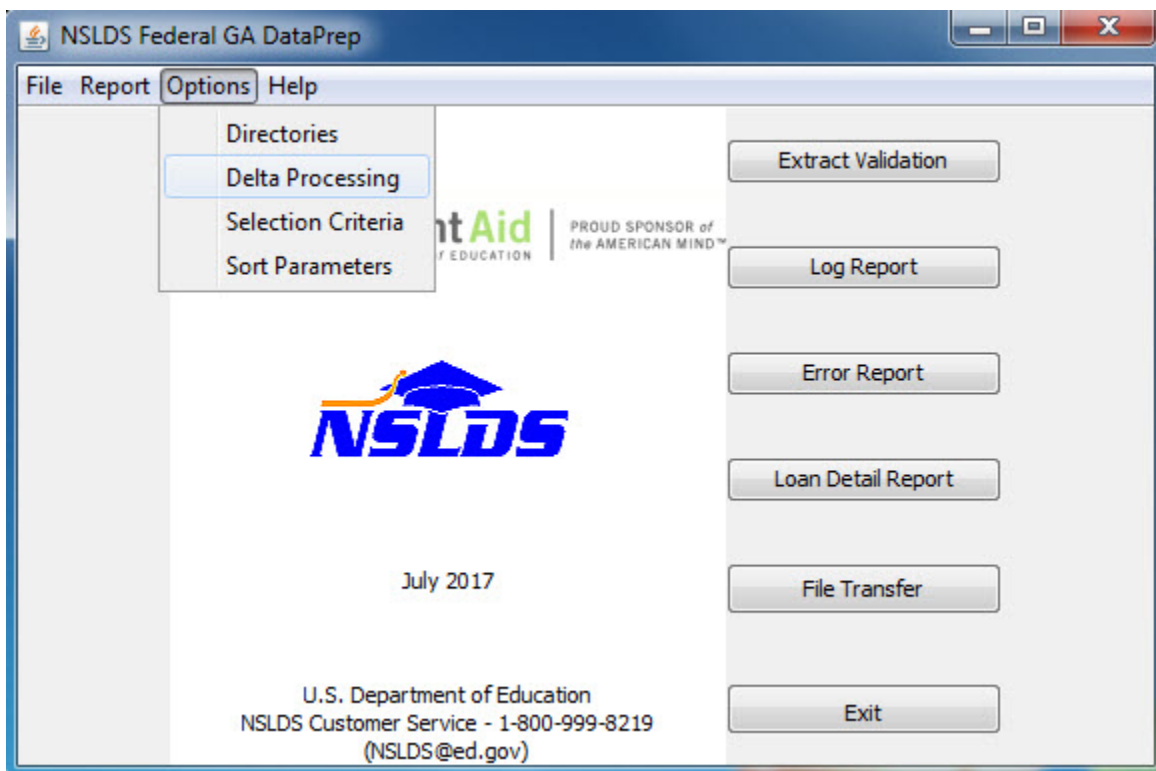 NSLDS Federal GA DataPrep
File Report Options Help
Directories
Delta Processing
Selection Criteria
Sort Parameters
Aid
PROUD SPONSOR of
the AMERICAN MIND™
EDUCATION
Extract Validation
Log Report
Error Report
Loan Detail Report
File Transfer
Exit
NSLDS
July 2017
U.S. Department of Education
NSLDS Customer Service - 1-800-999-8219
(NSLDS@ed.gov)